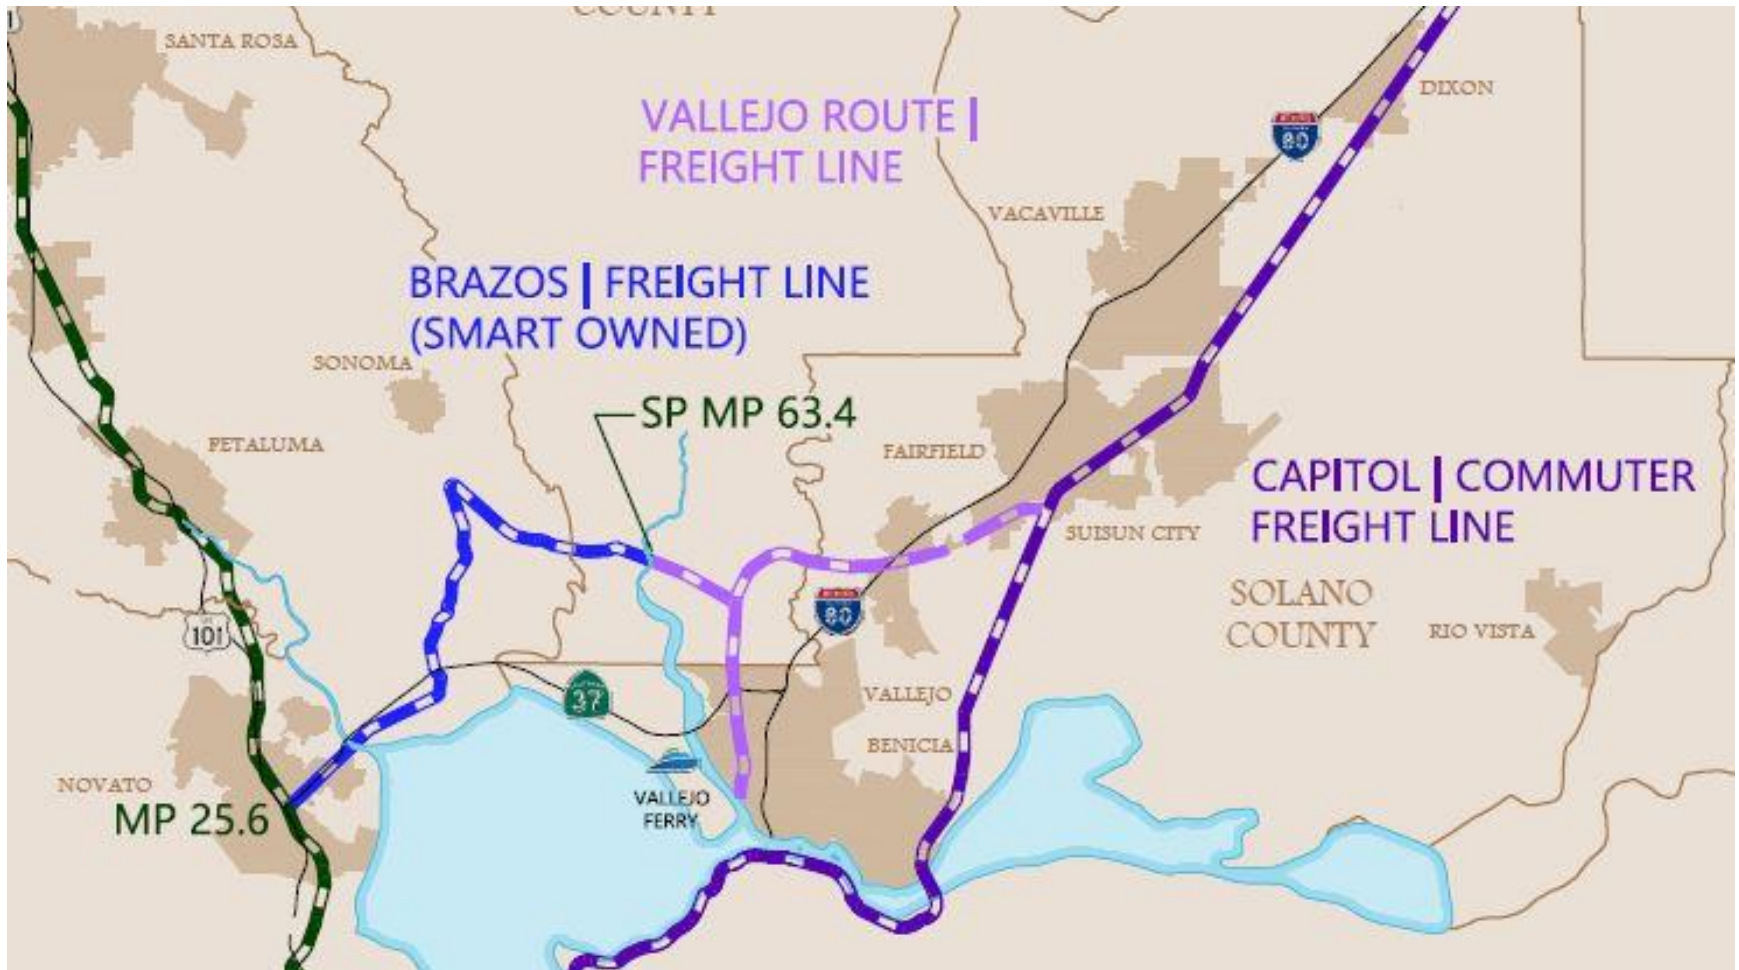 COUNTY
SANTA ROSA
DIXON
80
VALLEJO ROUTE |
FREIGHT LINE
VACAVILLE
BRAZOS | FREIGHT LINE
(SMART OWNED)
SONOMA
SP MP 63.4
PETALUMA
FAIRFIELD
CAPITOL | COMMUTER
FREIGHT LINE
SUISUN CITY
80
SOLANO
COUNTY
RIO VISTA
101
37
VALLEJO
BENICIA
NOVATO
MP 25.6
VALLEJO
FERRY